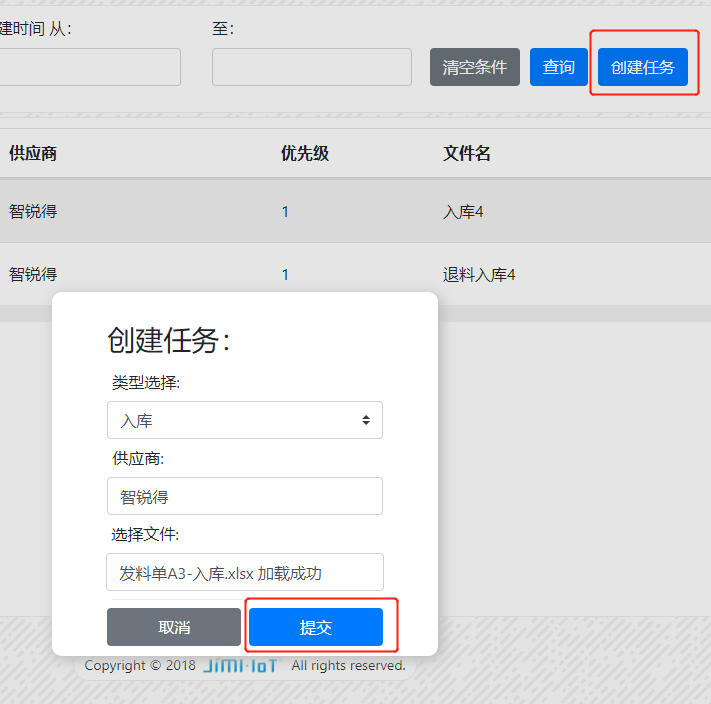 建时间 从：
至：
清空条件 查询 创建任务
供应商 优先级 文件名
智锐得 1 入库4
智锐得 1 退料入库4
创建任务：
类型选择:
入库
供应商:
智锐得
选择文件:
发料单A3-入库.xlsx 加载成功
取消 提交
Copyright © 2018 JiMI·IoT All rights reserved.